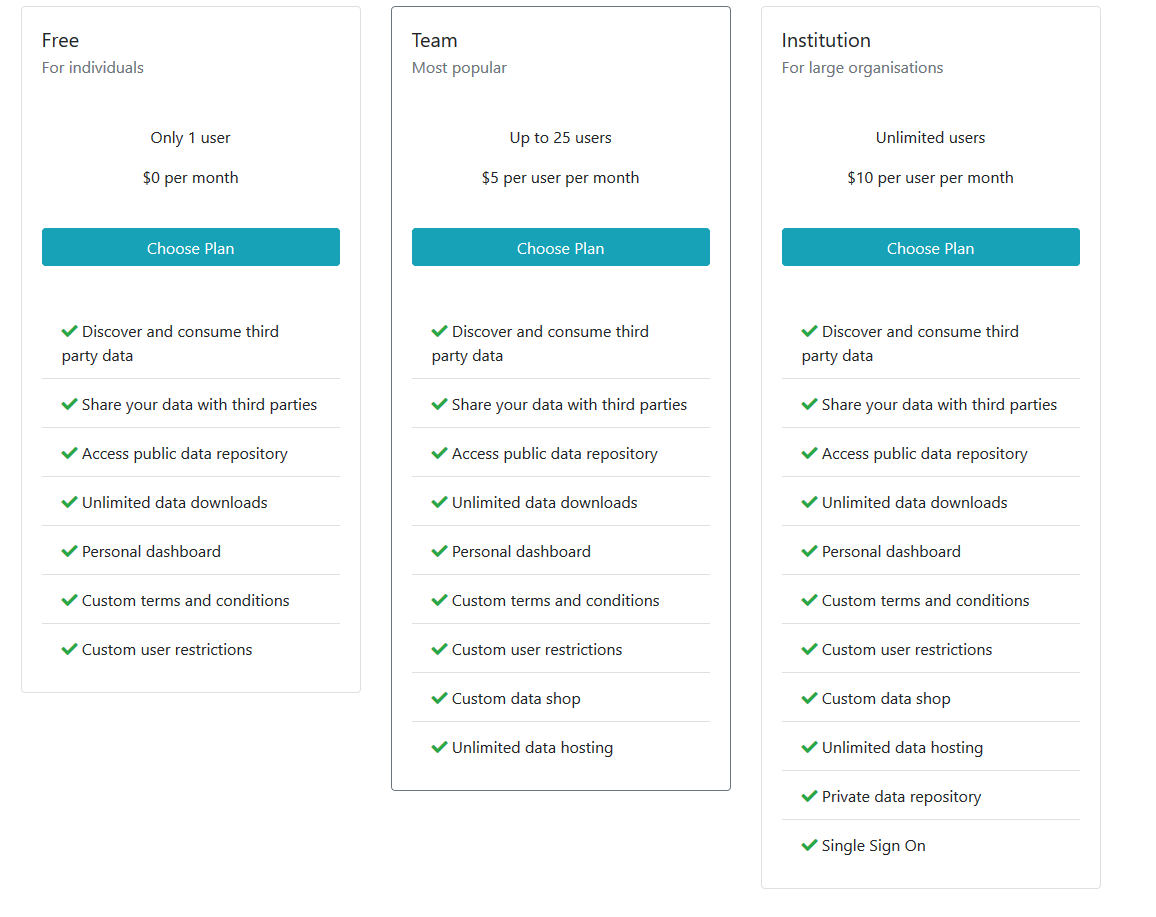 Free
For individuals
Only 1 user
$0 per month
Choose Plan
Discover and consume third
party data
Share your data with third parties
Access public data repository
Unlimited data downloads
Personal dashboard
Custom terms and conditions
Custom user restrictions
Team
Most popular
Up to 25 users
$5 per user per month
Choose Plan
Discover and consume third
party data
Share your data with third parties
Access public data repository
Unlimited data downloads
Personal dashboard
Custom terms and conditions
Custom user restrictions
Custom data shop
Unlimited data hosting
Institution
For large organisations
Unlimited users
$10 per user per month
Choose Plan
Discover and consume third
party data
Share your data with third parties
Access public data repository
Unlimited data downloads
Personal dashboard
Custom terms and conditions
Custom user restrictions
Custom data shop
Unlimited data hosting
Private data repository
Single Sign On